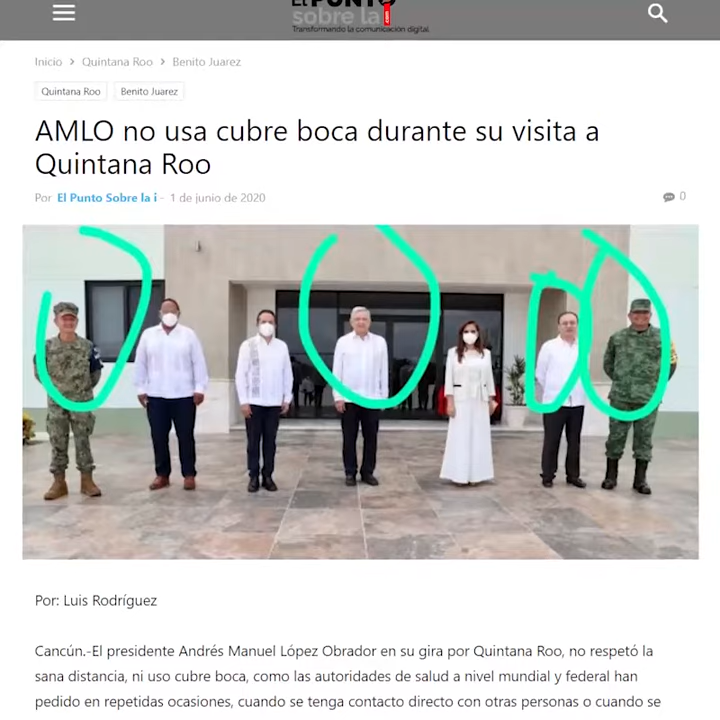 El PUNTO
sobre la i
.com
Transformando la comunicación digital.
Inicio > Quintana Roo > Benito Juarez
Quintana Roo Benito Juarez
AMLO no usa cubre boca durante su visita a
Quintana Roo
Por El Punto Sobre la i - 1 de junio de 2020 0
Por: Luis Rodríguez
Cancún.-El presidente Andrés Manuel López Obrador en su gira por Quintana Roo, no respetó la
sana distancia, ni uso cubre boca, como las autoridades de salud a nivel mundial y federal han
pedido en repetidas ocasiones, cuando se tenga contacto directo con otras personas o cuando se